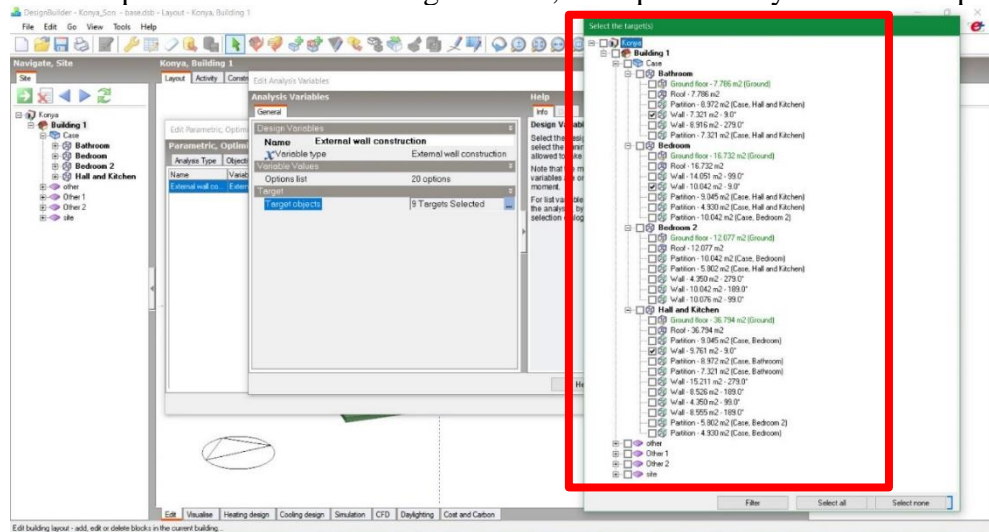 DesignBuilder - Konya_Son - base.dsb - Layout - Konya, Building 1
File Edit Go View Tools Help
Navigate, Site
Site
Konya
Building 1
Case
Bathroom
Bedroom
Bedroom 2
Hall and Kitchen
other
Other 1
Other 2
site
Konya, Building 1
Layout Activity
Edit Parametric, Optimi
Parametric, Optimi
Analysis Type Objecti
Name Variab
External wall co... Extern
Edit Analysis Variables
Analysis Variables
General
Design Variables
Name External wall construction
Variable type External wall construction
Variable Values
Options list 20 options
Target
Target objects 9 Targets Selected
Help
Info
Select the target(s)
Konya
Building 1
Case
Bathroom
Ground floor - 7.786 m2 (Ground)
Roof - 7.786 m2
Partition - 8.972 m2 (Case, Hall and Kitchen)
Wall - 7.321 m2 - 9.0°
Wall - 8.916 m2 - 279.0°
Partition - 7.321 m2 (Case, Hall and Kitchen)
Bedroom
Ground floor - 16.732 m2 (Ground)
Roof - 16.732 m2
Wall - 14.051 m2 - 99.0°
Wall - 10.042 m2 - 9.0°
Partition - 9.045 m2 (Case, Hall and Kitchen)
Partition - 4.930 m2 (Case, Hall and Kitchen)
Partition - 10.042 m2 (Case, Bedroom 2)
Bedroom 2
Ground floor - 12.077 m2 (Ground)
Roof - 12.077 m2
Partition - 10.042 m2 (Case, Bedroom)
Partition - 5.802 m2 (Case, Hall and Kitchen)
Wall - 4.350 m2 - 279.0°
Wall - 10.042 m2 - 189.0°
Wall - 10.076 m2 - 99.0°
Hall and Kitchen
Ground floor - 36.794 m2 (Ground)
Roof - 36.794 m2
Partition - 9.045 m2 (Case, Bedroom)
Wall - 9.761 m2 - 9.0°
Partition - 8.972 m2 (Case, Bathroom)
Partition - 7.321 m2 (Case, Bathroom)
Wall - 15.211 m2 - 279.0°
Wall - 8.526 m2 - 189.0°
Wall - 4.350 m2 - 99.0°
Wall - 8.555 m2 - 189.0°
Partition - 5.802 m2 (Case, Bedroom 2)
Partition - 4.930 m2 (Case, Bedroom)
other
Other 1
Other 2
site
Filter Select all Select none
Edit Visualise Heating design Cooling design Simulation CFD Daylighting Cost and Carbon
Edit building layout - add, edit or delete blocks in the current building...